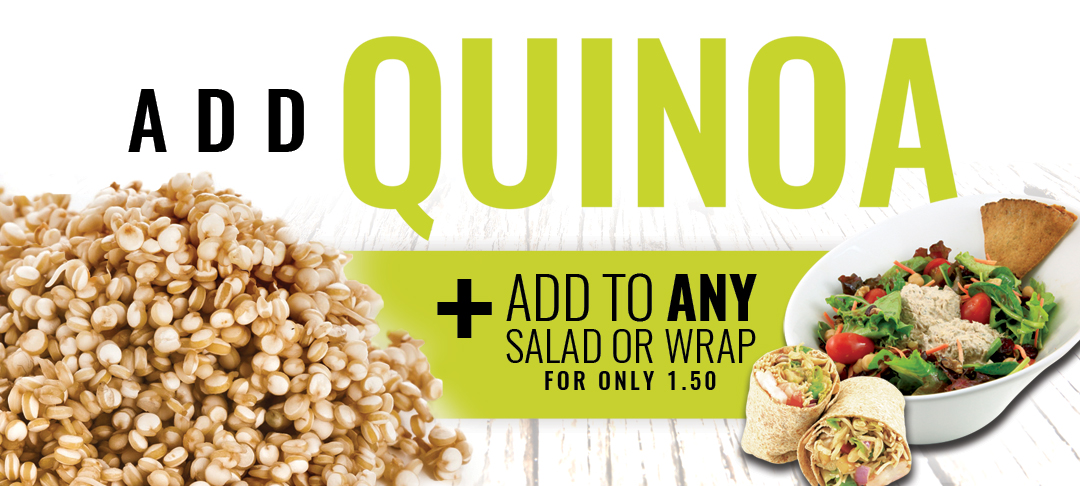 ADD QUINOA
+ ADD TO ANY
SALAD OR WRAP
FOR ONLY 1.50